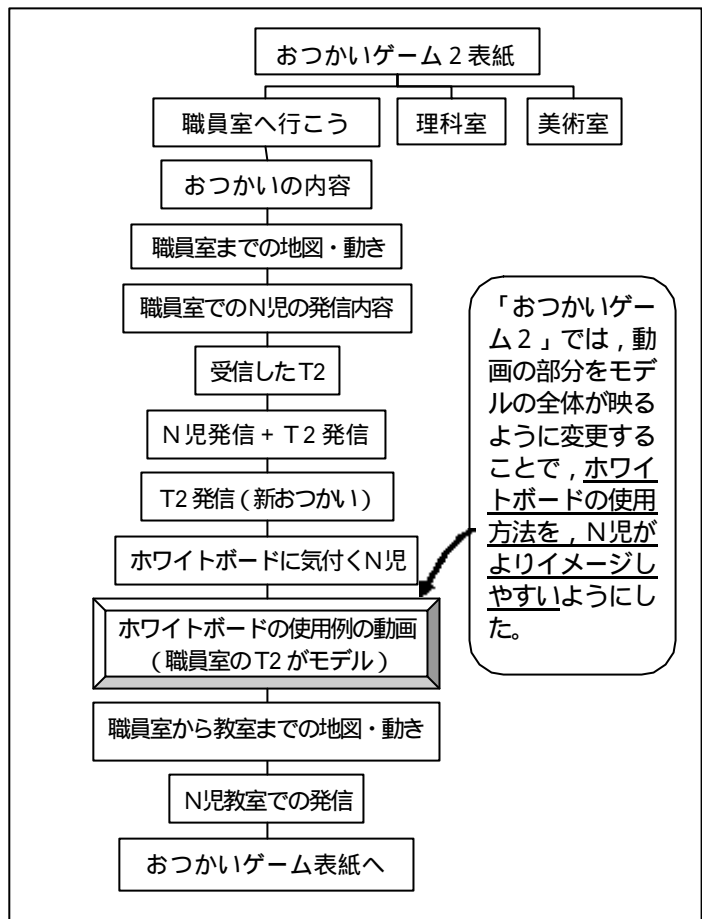 おつかいゲーム２表紙
職員室へ行こう
理科室
美術室
おつかいの内容
職員室までの地図・動き
職員室でのＮ児の発信内容
受信したＴ２
Ｎ児発信＋Ｔ２発信
Ｔ２発信（新おつかい）
ホワイトボードに気付くＮ児
ホワイトボードの使用例の動画
（職員室のＴ２がモデル）
職員室から教室までの地図・動き
Ｎ児教室での発信
おつかいゲーム表紙へ
「おつかいゲー
ム２」では，動
画の部分をモデ
ルの全体が映る
ように変更する
ことで，ホワイ
トボードの使用
方法を，Ｎ児が
よりイメージし
やすいようにし
た。